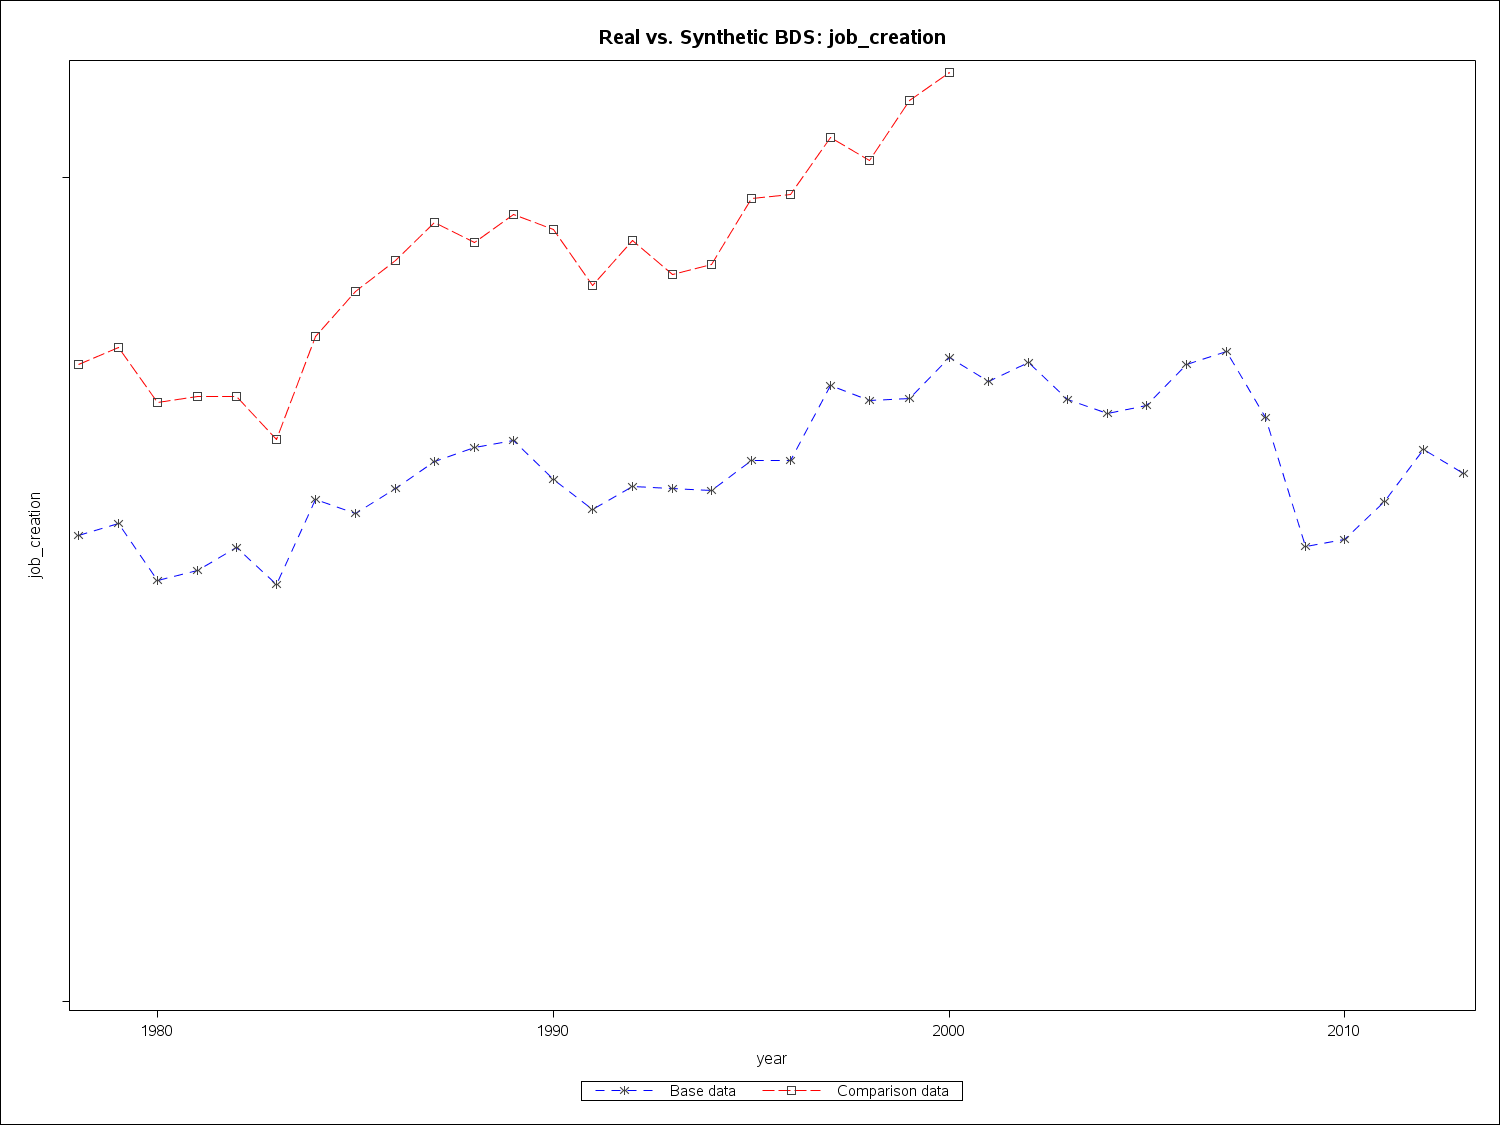 Real vs. Synthetic BDS: job_creation
job_creation
1980 1990 2000 2010
year
Base data Comparison data